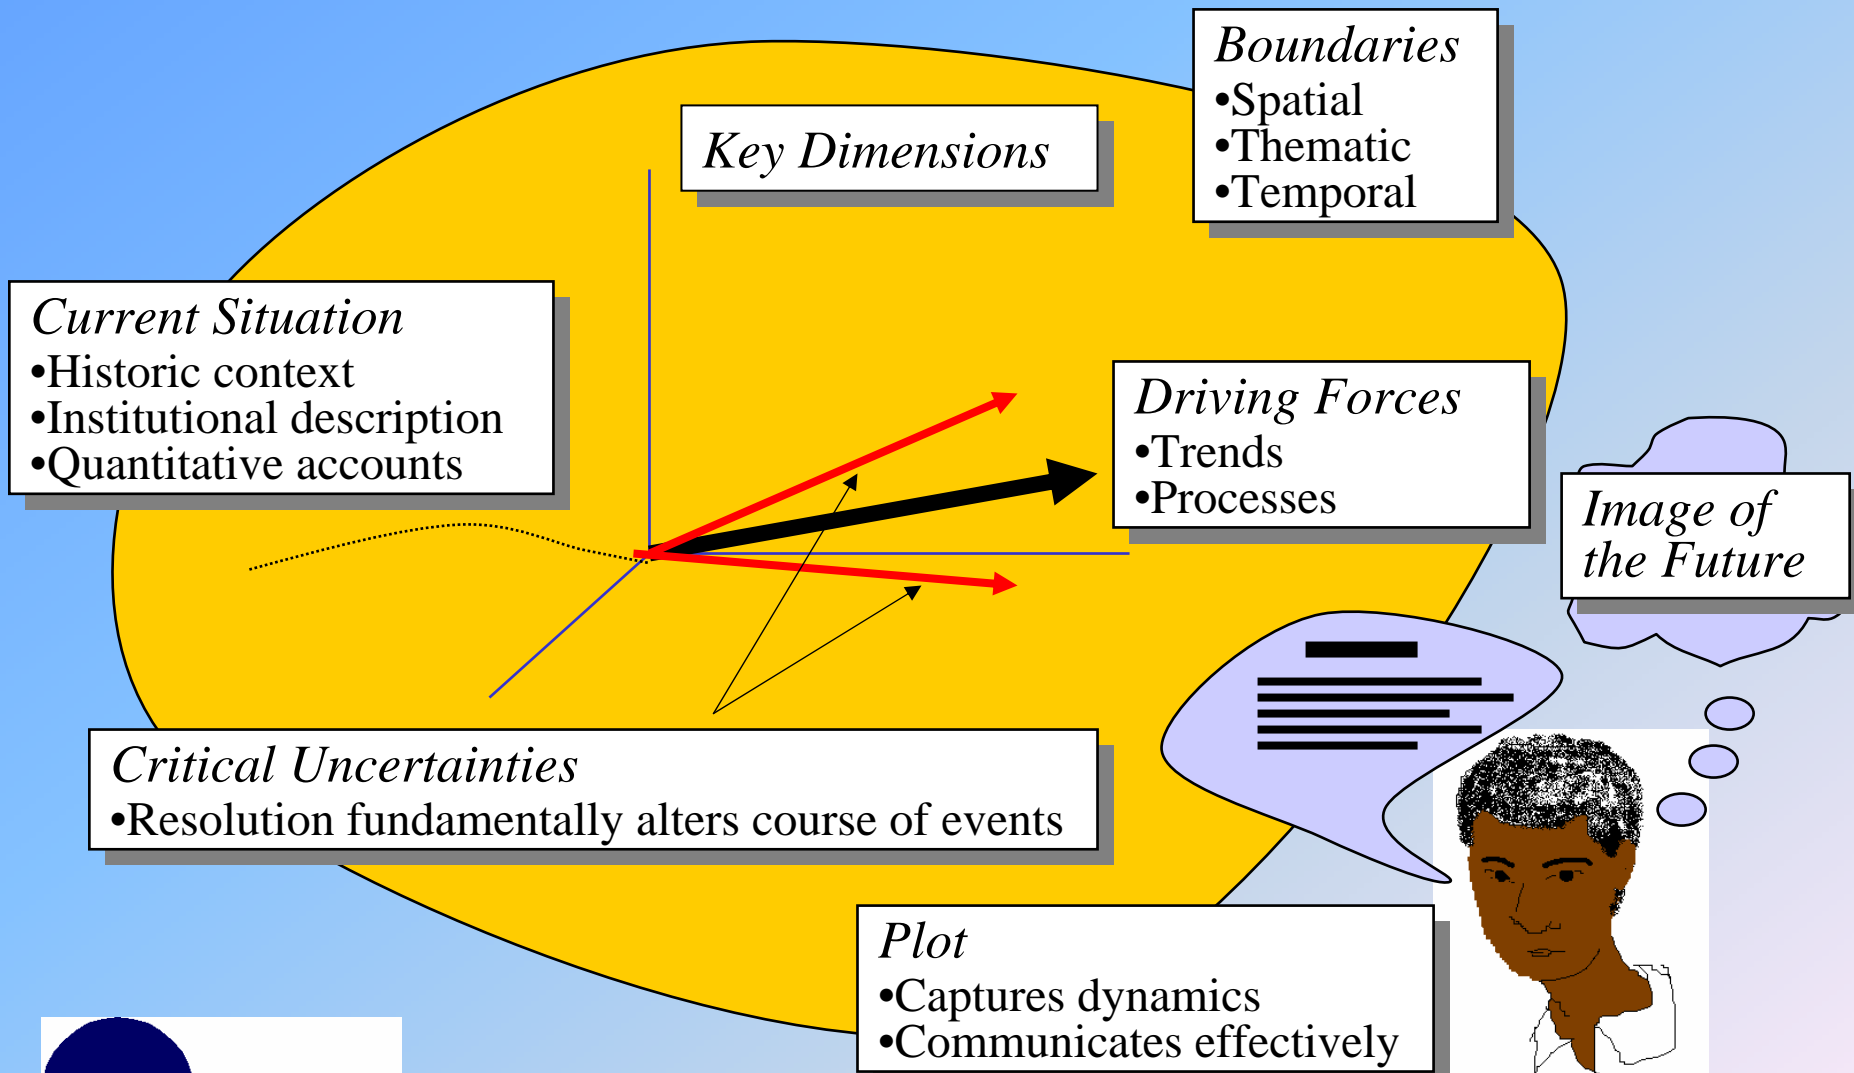 Boundaries
•Spatial
•Thematic
•Temporal
Key Dimensions
Current Situation
•Historic context
•Institutional description
•Quantitative accounts
Driving Forces
•Trends
•Processes
Image of
the Future
Critical Uncertainties
•Resolution fundamentally alters course of events
Plot
•Captures dynamics
•Communicates effectively